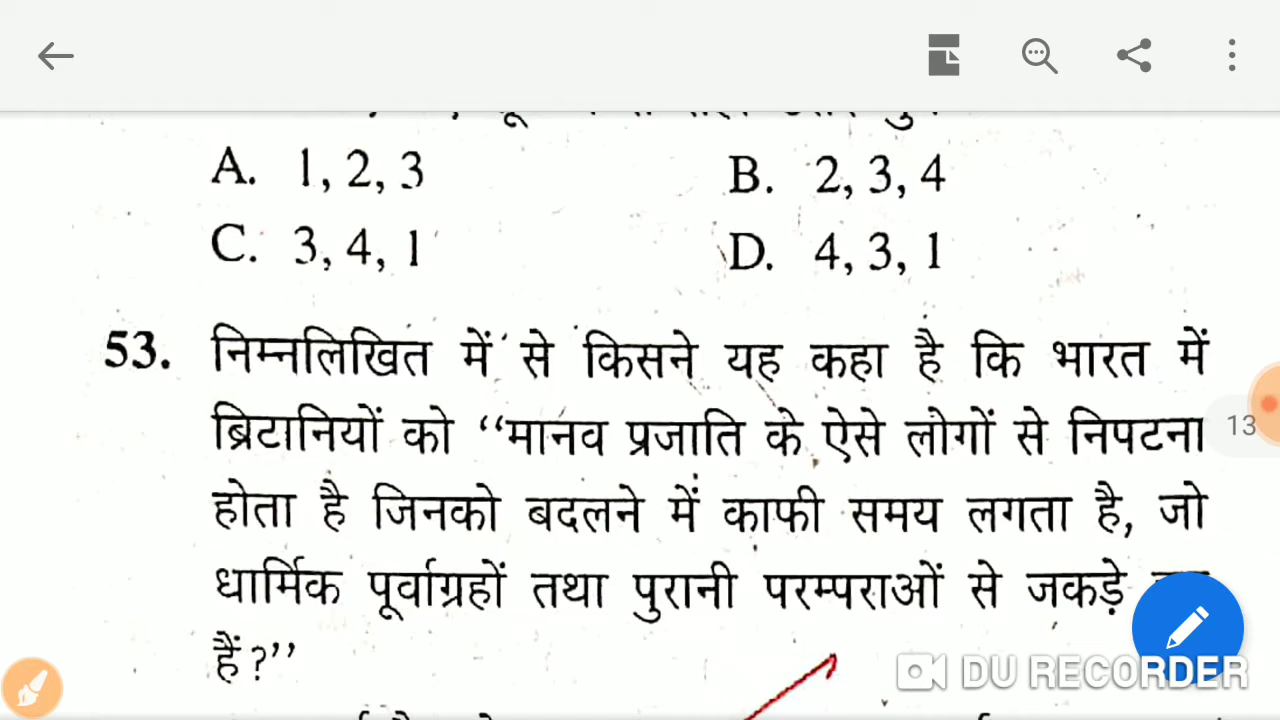 A. 1, 2, 3
B. 2, 3, 4
C. 3, 4, 1
D. 4, 3, 1
53. निम्नलिखित में से किसने यह कहा है कि भारत में
ब्रिटानियों को ‘‘मानव प्रजाति के ऐसे लोगों से निपटना
होता है जिनको बदलने में काफी समय लगता है, जो
धार्मिक पूर्वाग्रहों तथा पुरानी परम्पराओं से जकड़े
हैं?’’
13
DU RECORDER